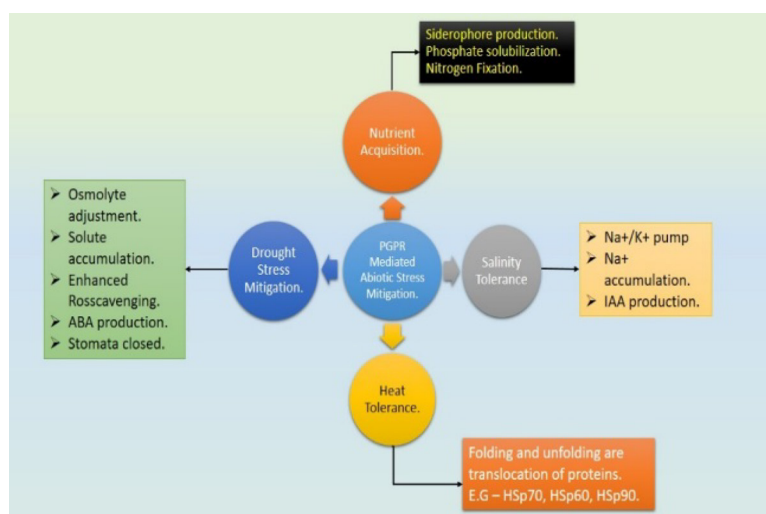 Siderophore production.
Phosphate solubilization.
Nitrogen Fixation.
Nutrient
Acquisition.
➢ Osmolyte
adjustment.
➢ Solute
accumulation.
➢ Enhanced
Rosscavenging.
➢ ABA production.
➢ Stomata closed.
Drought
Stress
Mitigation.
PGPR
Mediated
Abiotic Stress
Mitigation.
Salinity
Tolerance
➢ Na+/K+ pump
➢ Na+
accumulation.
➢ IAA production.
Heat
Tolerance.
Folding and unfolding are
translocation of proteins.
E.G – HSp70, HSp60, HSp90.